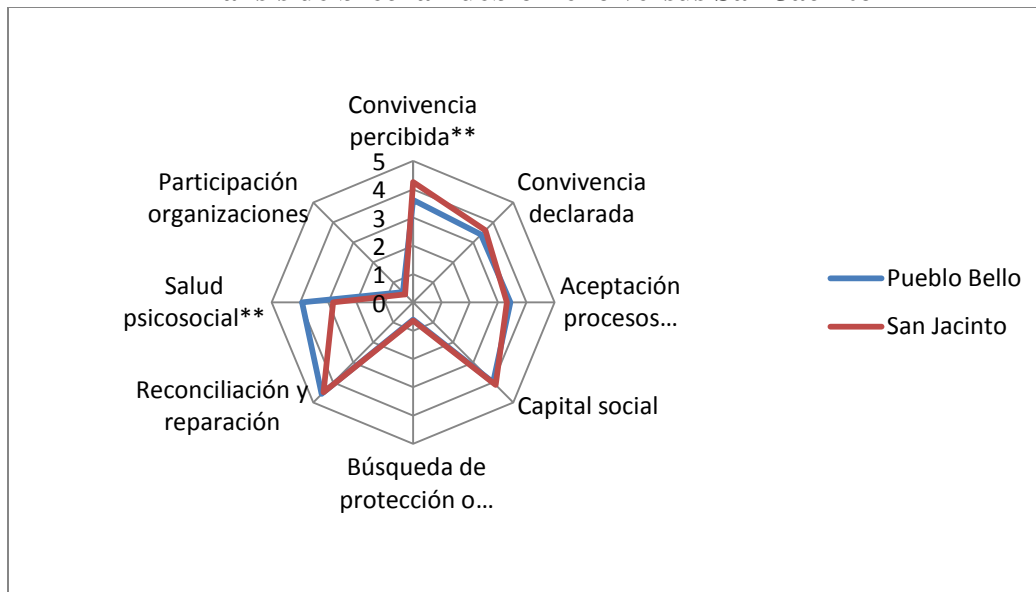 Convivencia
percibida**
5
4
3
2
1
0
Convivencia
declarada
Aceptación
procesos...
Capital social
Búsqueda de
protección o...
Reconciliación y
reparación
Salud
psicosocial**
Participación
organizaciones
Pueblo Bello
San Jacinto